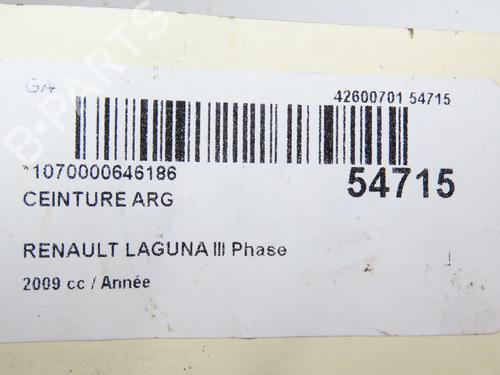 B-PARTS
GA
42600701 54715
*1070000646186
54715
CEINTURE ARG
RENAULT LAGUNA III Phase
2009 cc / Année